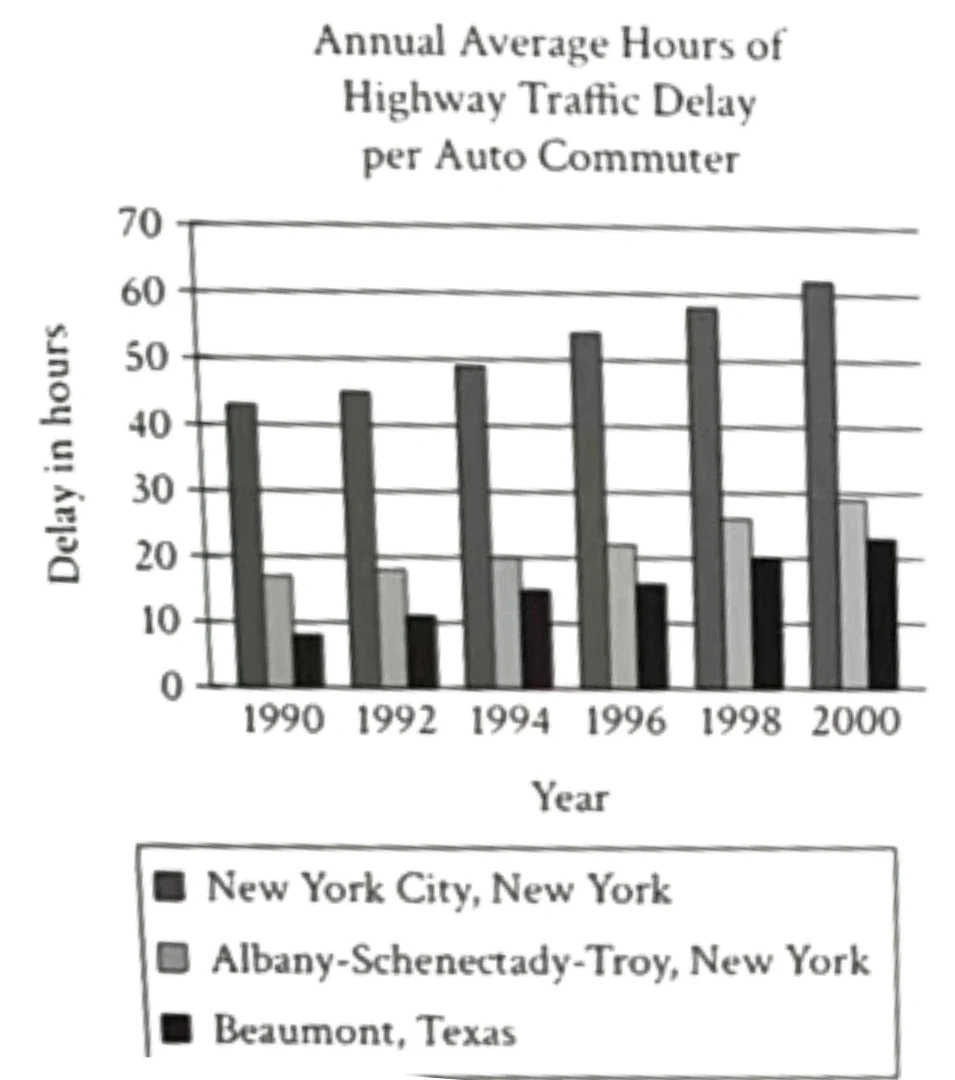 Annual Average Hours of
Highway Traffic Delay
per Auto Commuter
70
60
50
40
30
20
10
0
Delay in hours
1990 1992 1994 1996 1998 2000
Year
New York City, New York
Albany-Schenectady-Troy, New York
Beaumont, Texas